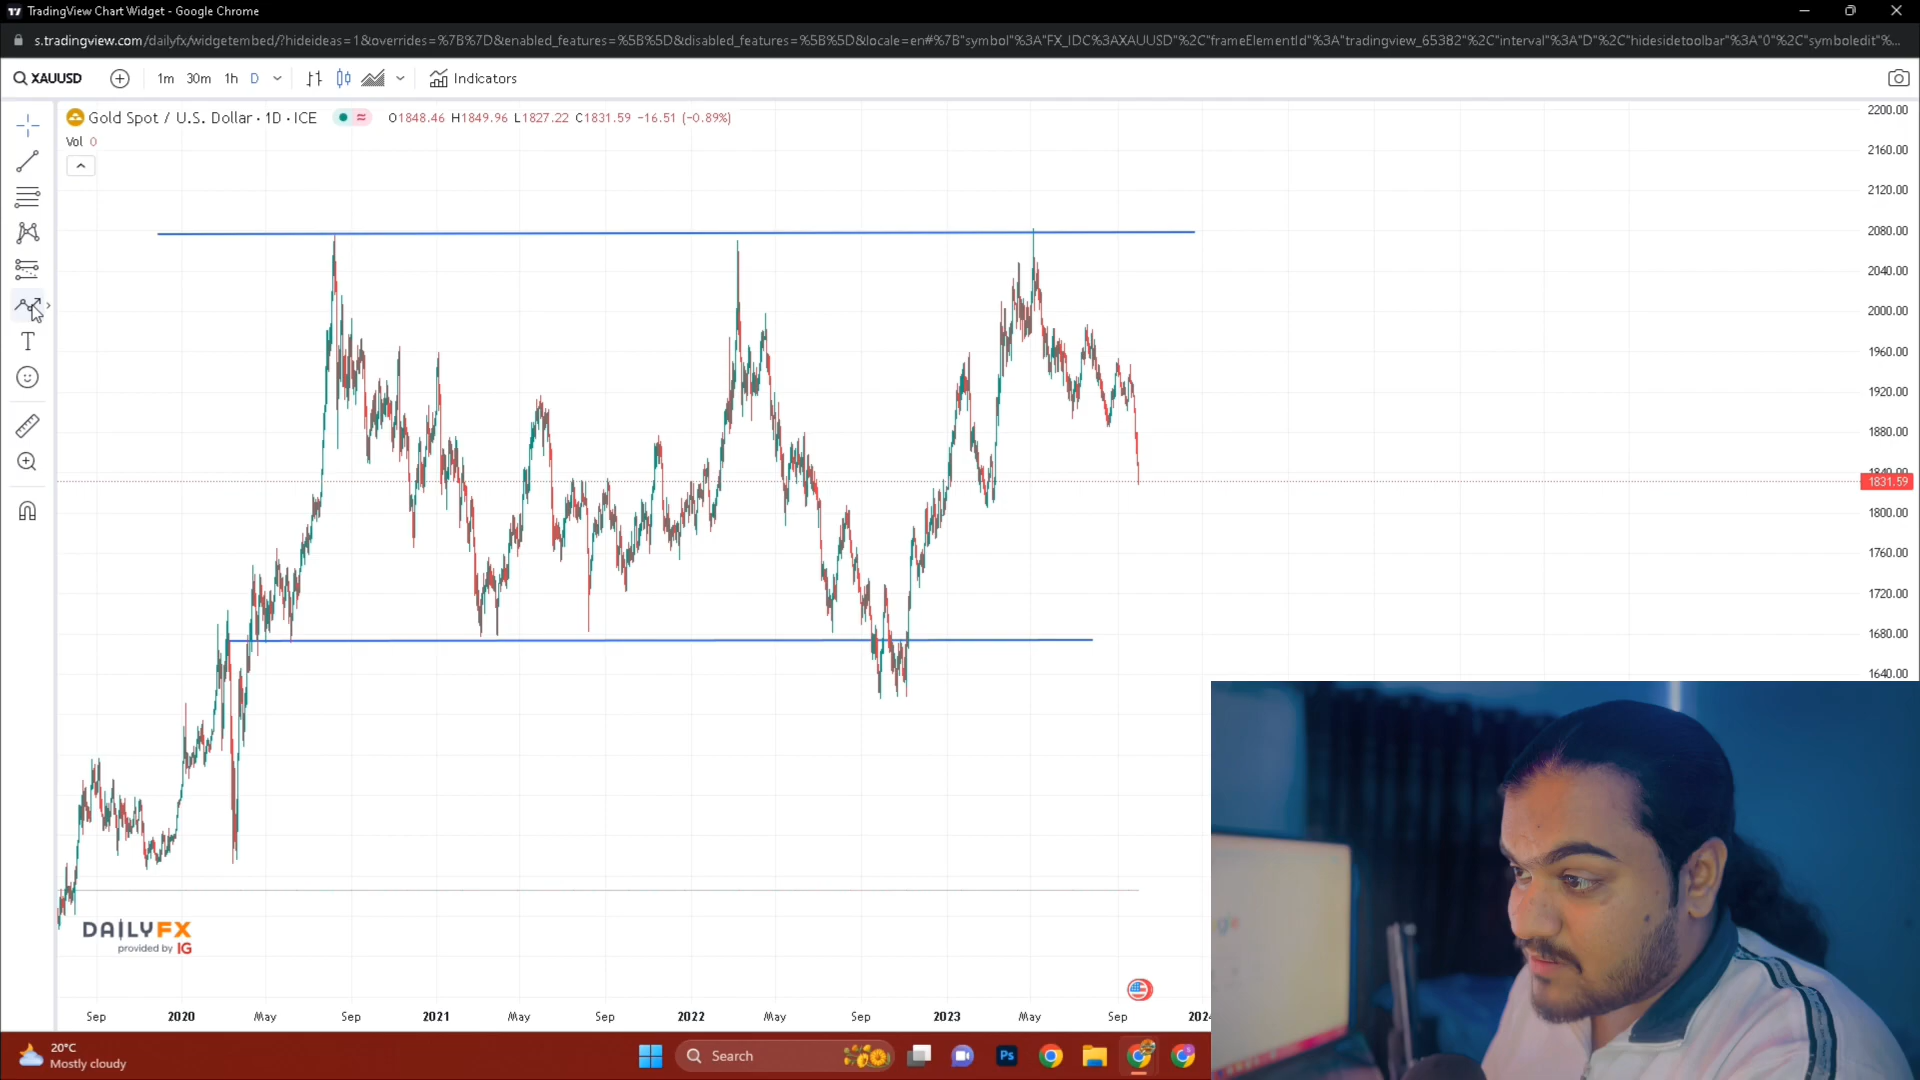 TradingView Chart Widget - Google Chrome
s.tradingview.com/dailyfx/widgetembed/?hideideas=1&overrides=%7B%7D&enabled_features=%5B%5D&disabled_features=%5B%5D&locale=en#%7B"symbol"%3A"FX_IDC%3AXAUUSD"%2C"frameElementId"%3A"tradingview_65382"%2C"interval"%3A"D"%2C"hidesidetoolbar"%3A"0"%2C"symboledit"%...
XAUUSD 1m 30m 1h D Indicators
Gold Spot / U.S. Dollar · 1D · ICE O1848.46 H1849.96 L1827.22 C1831.59 -16.51 (-0.89%)
Vol 0
2200.00
2160.00
2120.00
2080.00
2040.00
2000.00
1960.00
1920.00
1880.00
1840.00
1831.59
1800.00
1760.00
1720.00
1680.00
1640.00
DAILYFX
provided by IG
Sep 2020 May Sep 2021 May Sep 2022 May Sep 2023 May Sep
20°C
Mostly cloudy
Search
Ps